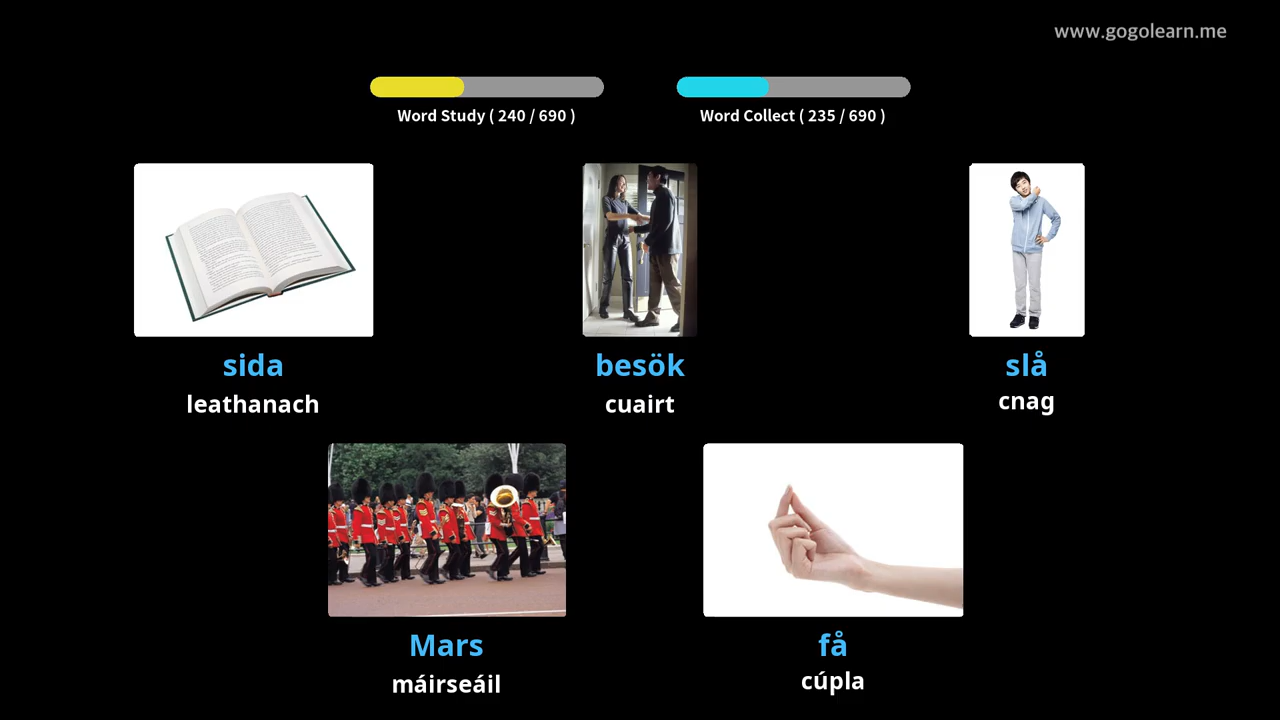 www.gogolearn.me
Word Study ( 240 / 690 )
Word Collect ( 235 / 690 )
sida
besök
slå
leathanach
cuairt
cnag
Mars
få
máirseáil
cúpla